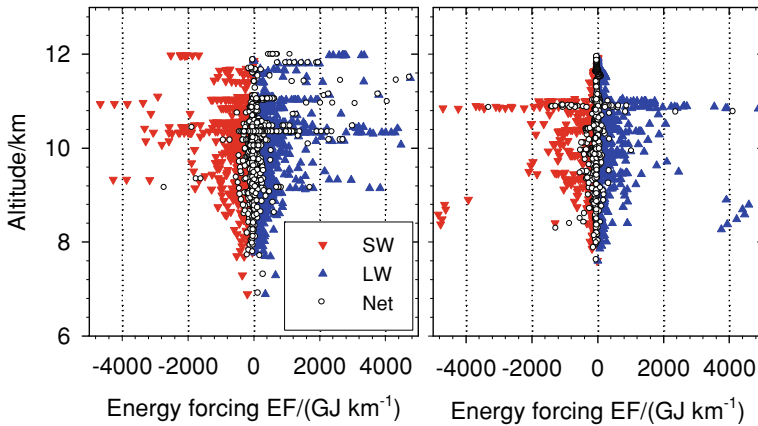 12
10
8
6
Altitude/km
SW
LW
Net
-4000 -2000 0 2000 4000
-4000 -2000 0 2000 4000
Energy forcing EF/(GJ km⁻¹)
Energy forcing EF/(GJ km⁻¹)